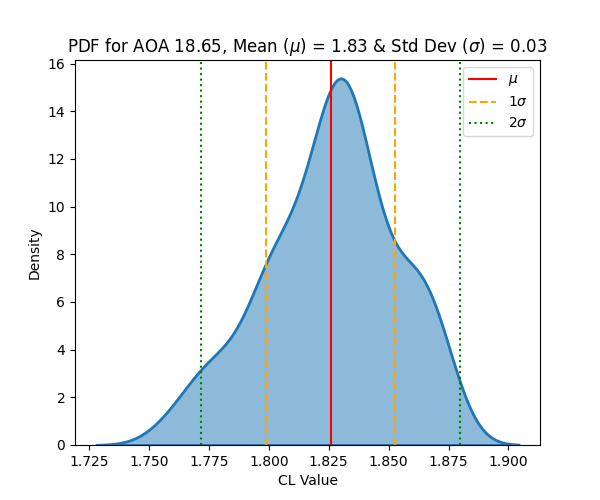 PDF for AOA 18.65, Mean (μ) = 1.83 & Std Dev (σ) = 0.03
μ
1σ
2σ
16
14
12
10
8
6
4
2
0
Density
1.725 1.750 1.775 1.800 1.825 1.850 1.875 1.900
CL Value